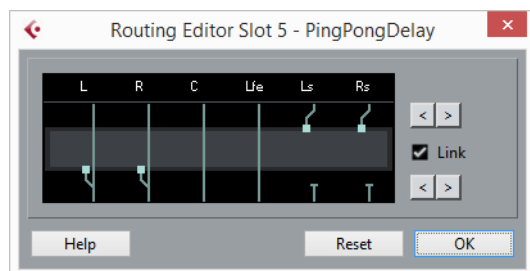 Routing Editor Slot 5 - PingPongDelay
L R C Lfe Ls Rs
< >
Link
< >
Help Reset OK